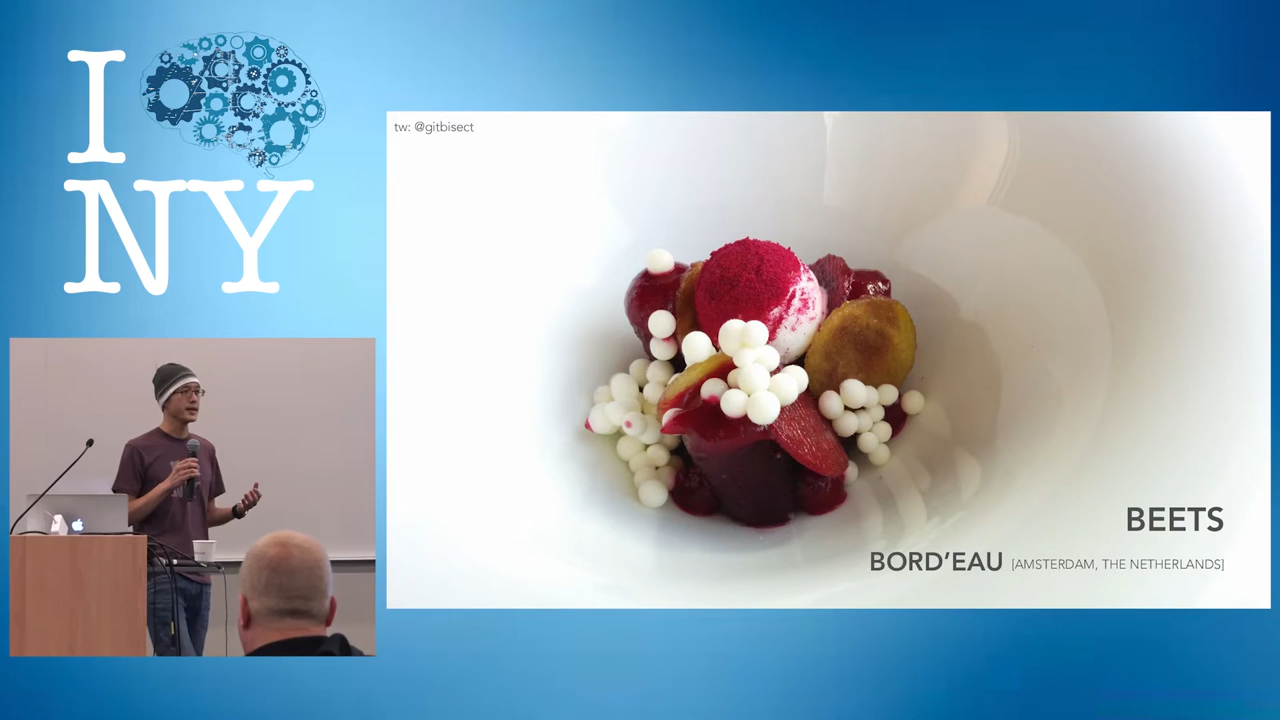 I
NY
tw: @gitbisect
BEETS
BORD'EAU [AMSTERDAM, THE NETHERLANDS]